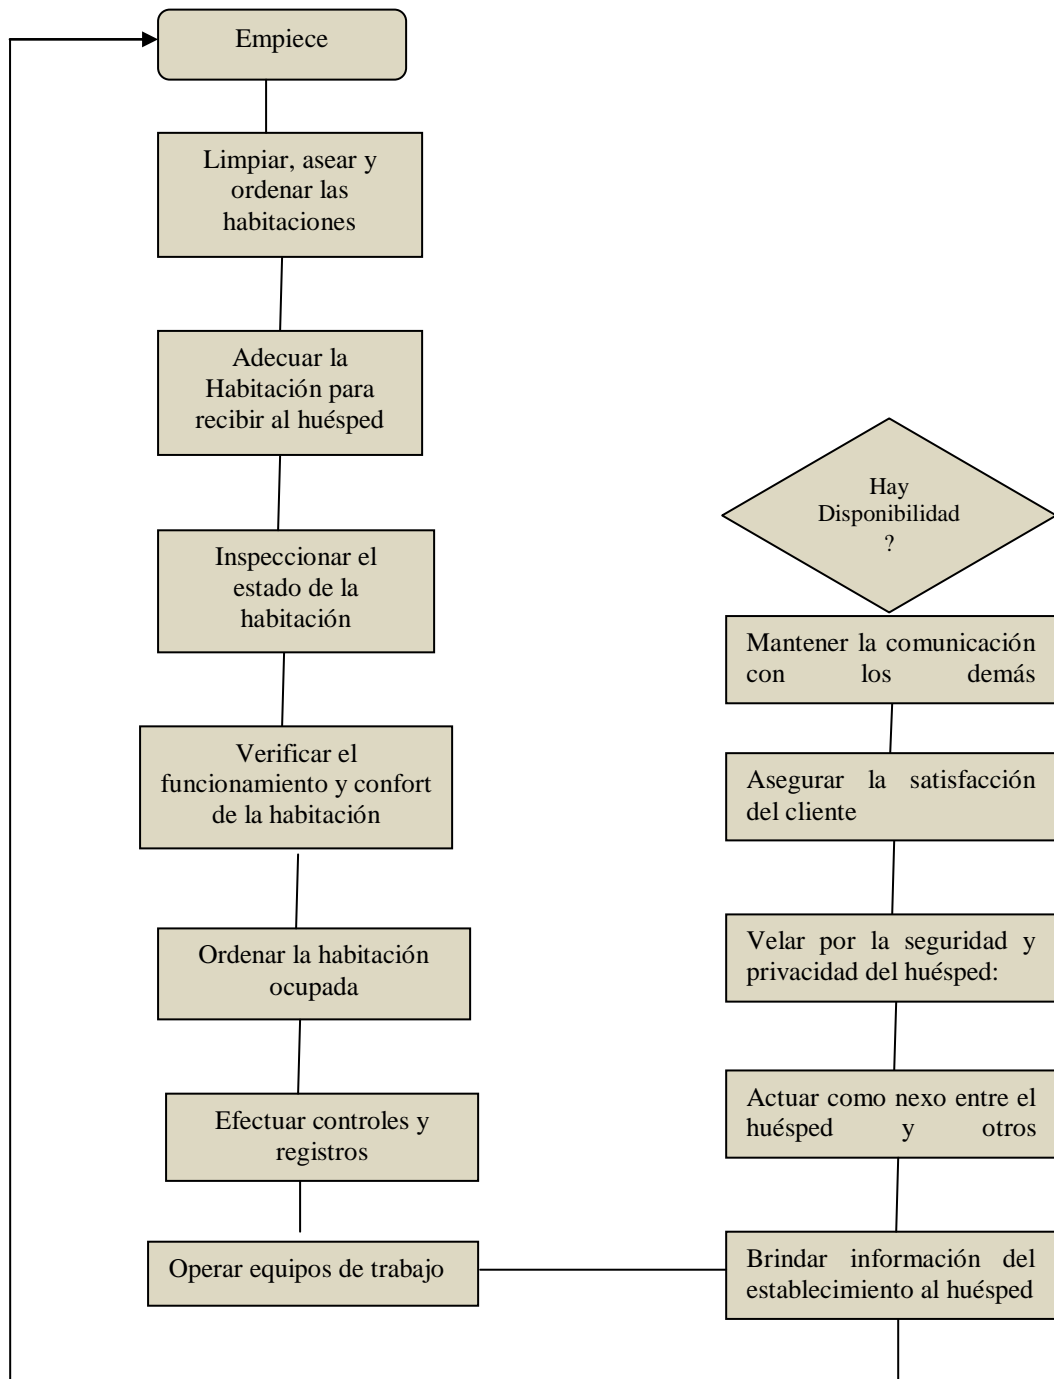 Empiece
Limpiar, asear y
ordenar las
habitaciones
Adecuar la
Habitación para
recibir al huésped
Inspeccionar el
estado de la
habitación
Verificar el
funcionamiento y confort
de la habitación
Ordenar la habitación
ocupada
Efectuar controles y
registros
Operar equipos de trabajo
Hay
Disponibilidad
?
Mantener la comunicación
con los demás
Asegurar la satisfacción
del cliente
Velar por la seguridad y
privacidad del huésped:
Actuar como nexo entre el
huésped y otros
Brindar información del
establecimiento al huésped